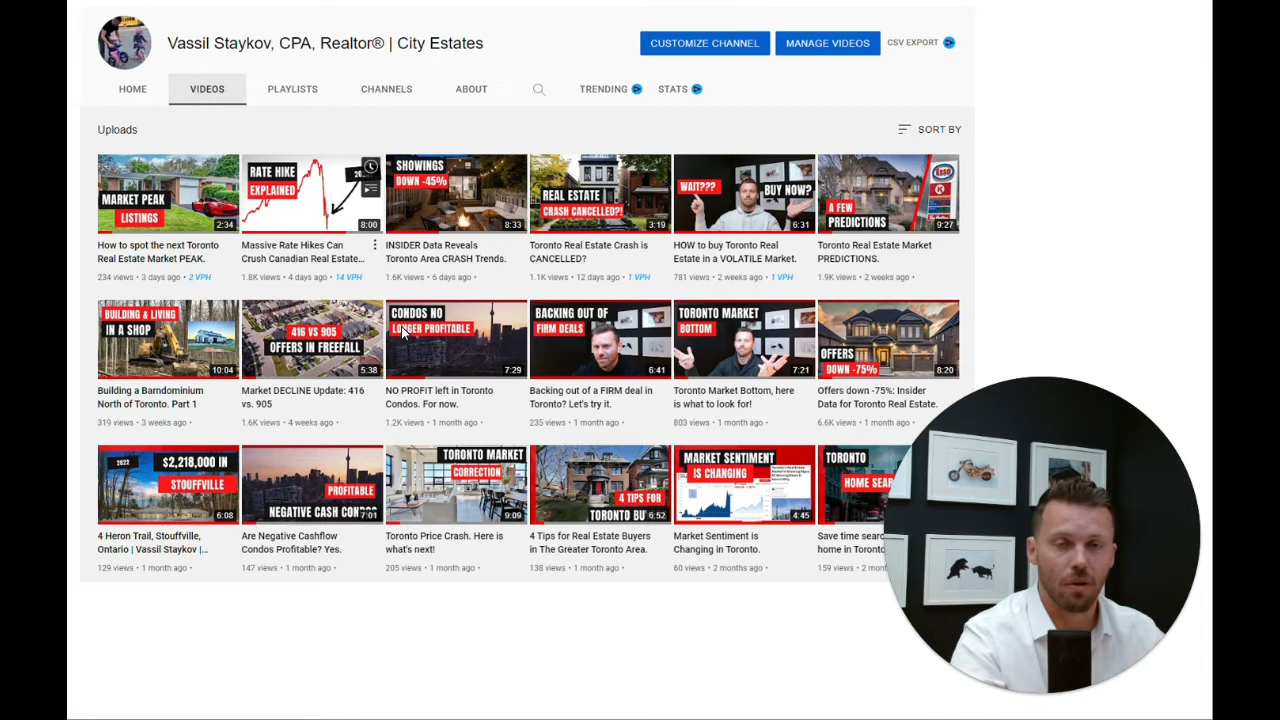 Vassil Staykov, CPA, Realtor® | City Estates
CUSTOMIZE CHANNEL
MANAGE VIDEOS
CSV EXPORT
HOME
VIDEOS
PLAYLISTS
CHANNELS
ABOUT
TRENDING
STATS
Uploads
SORT BY
MARKET PEAK
LISTINGS
2:34
RATE HIKE
EXPLAINED
8:00
SHOWINGS
DOWN -45%
8:33
REAL ESTATE
CRASH CANCELLED?!
3:19
WAIT???
BUY NOW?
6:31
Esso
A FEW
PREDICTIONS
9:27
How to spot the next Toronto
Real Estate Market PEAK.
234 views • 3 days ago • 2 VPH
Massive Rate Hikes Can
Crush Canadian Real Estate...
1.8K views • 4 days ago • 14 VPH
INSIDER Data Reveals
Toronto Area CRASH Trends.
1.6K views • 6 days ago •
Toronto Real Estate Crash is
CANCELLED?
1.1K views • 12 days ago • 1 VPH
HOW to buy Toronto Real
Estate in a VOLATILE Market.
781 views • 2 weeks ago • 1 VPH
Toronto Real Estate Market
PREDICTIONS.
1.9K views • 2 weeks ago •
BUILDING & LIVING
IN A SHOP
10:04
416 VS 905
OFFERS IN FREEFALL
5:38
CONDOS NO
LONGER PROFITABLE
7:29
BACKING OUT OF
FIRM DEALS
6:41
TORONTO MARKET
BOTTOM
7:21
OFFERS
DOWN -75%
8:20
Building a Barndominium
North of Toronto. Part 1
319 views • 3 weeks ago •
Market DECLINE Update: 416
vs. 905
1.6K views • 4 weeks ago •
NO PROFIT left in Toronto
Condos. For now.
1.2K views • 1 month ago •
Backing out of a FIRM deal in
Toronto? Let's try it.
235 views • 1 month ago •
Toronto Market Bottom, here
is what to look for!
803 views • 1 month ago •
Offers down -75%: Insider
Data for Toronto Real Estate.
6.6K views • 1 month ago •
2022
$2,218,000 IN
STOUFFVILLE
6:08
PROFITABLE
NEGATIVE CASH CONDOS
7:01
TORONTO MARKET
CORRECTION
9:09
4 TIPS FOR
TORONTO BU
6:52
MARKET SENTIMENT
IS CHANGING
4:45
TORONTO
HOME SEAR
4 Heron Trail, Stouffville,
Ontario | Vassil Staykov |...
129 views • 1 month ago •
Are Negative Cashflow
Condos Profitable? Yes.
147 views • 1 month ago •
Toronto Price Crash. Here is
what's next!
205 views • 1 month ago •
4 Tips for Real Estate Buyers
in The Greater Toronto Area.
138 views • 1 month ago •
Market Sentiment is
Changing in Toronto.
60 views • 2 months ago •
Save time sear
home in Toronto
159 views • 2 mont